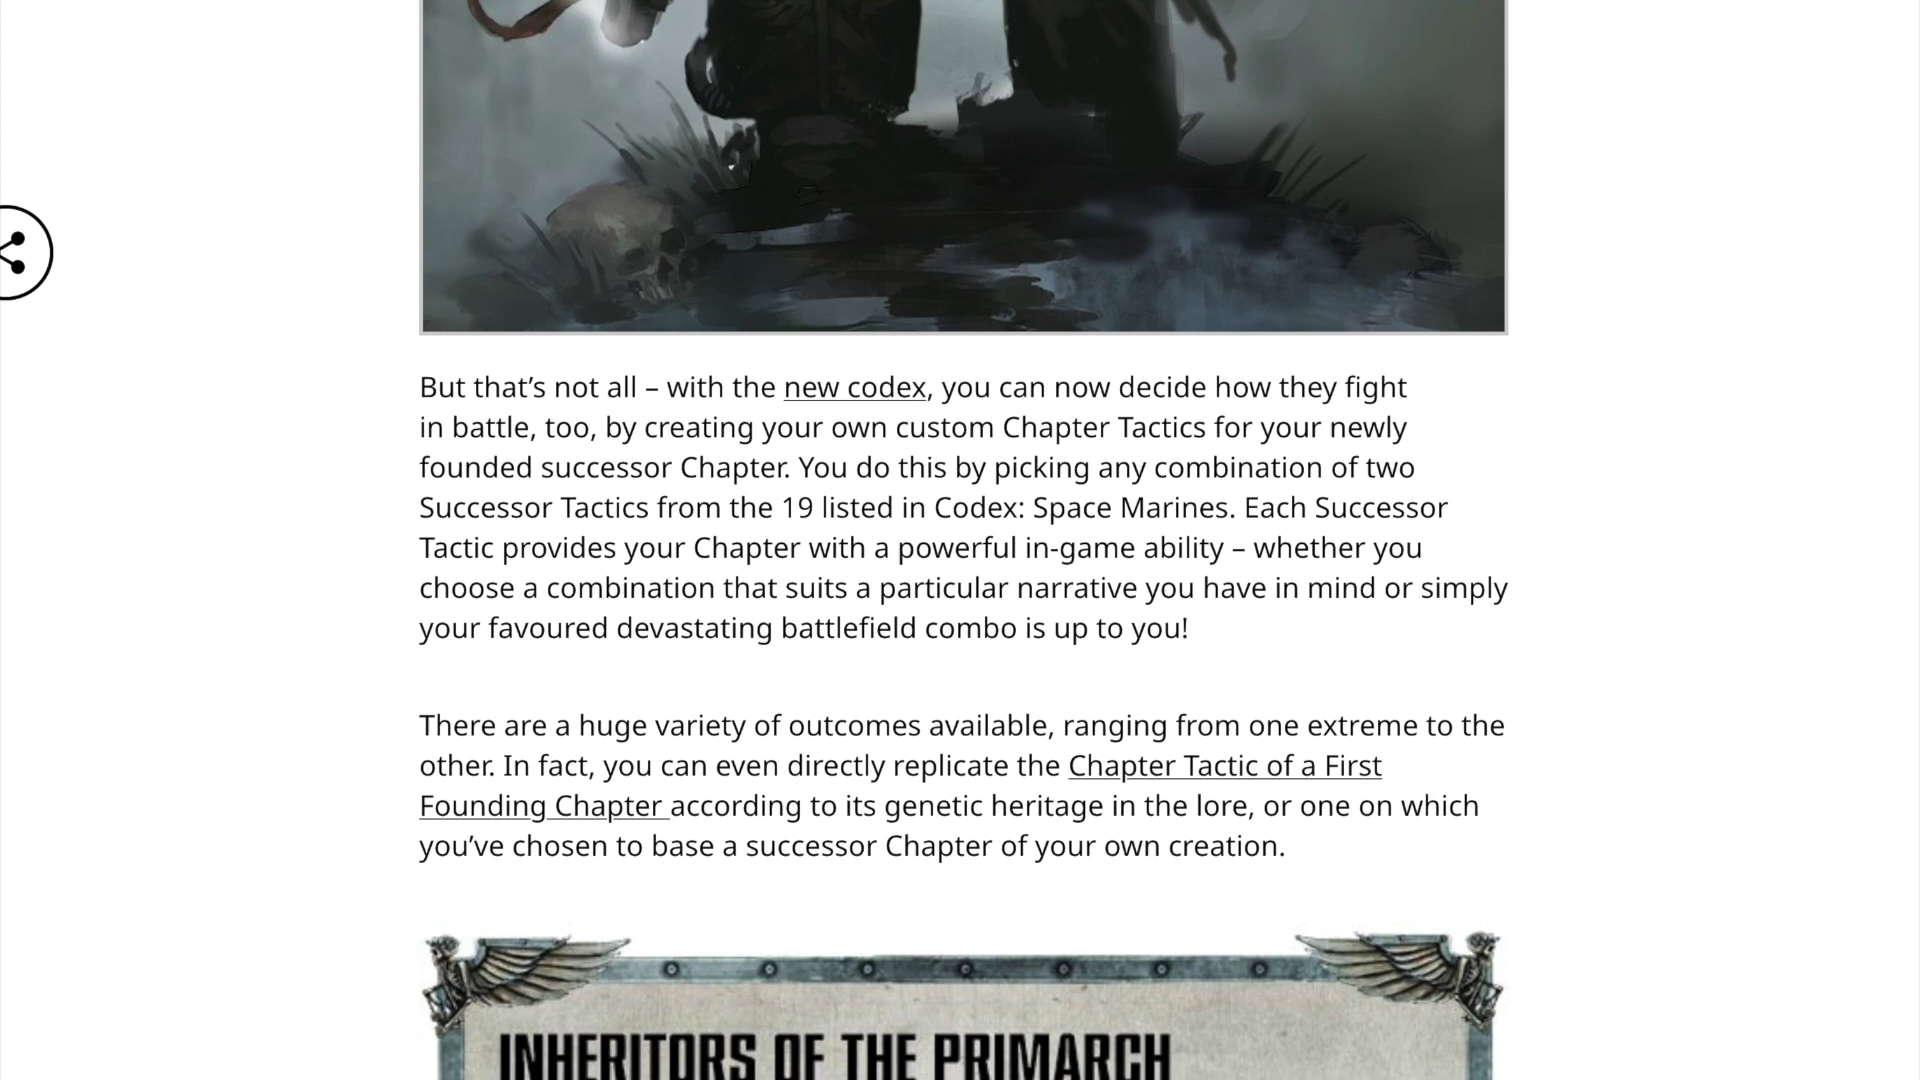 But that’s not all – with the new codex, you can now decide how they fight
in battle, too, by creating your own custom Chapter Tactics for your newly
founded successor Chapter. You do this by picking any combination of two
Successor Tactics from the 19 listed in Codex: Space Marines. Each Successor
Tactic provides your Chapter with a powerful in-game ability – whether you
choose a combination that suits a particular narrative you have in mind or simply
your favoured devastating battlefield combo is up to you!
There are a huge variety of outcomes available, ranging from one extreme to the
other. In fact, you can even directly replicate the Chapter Tactic of a First
Founding Chapter according to its genetic heritage in the lore, or one on which
you’ve chosen to base a successor Chapter of your own creation.
INHERITORS OF THE PRIMARCH